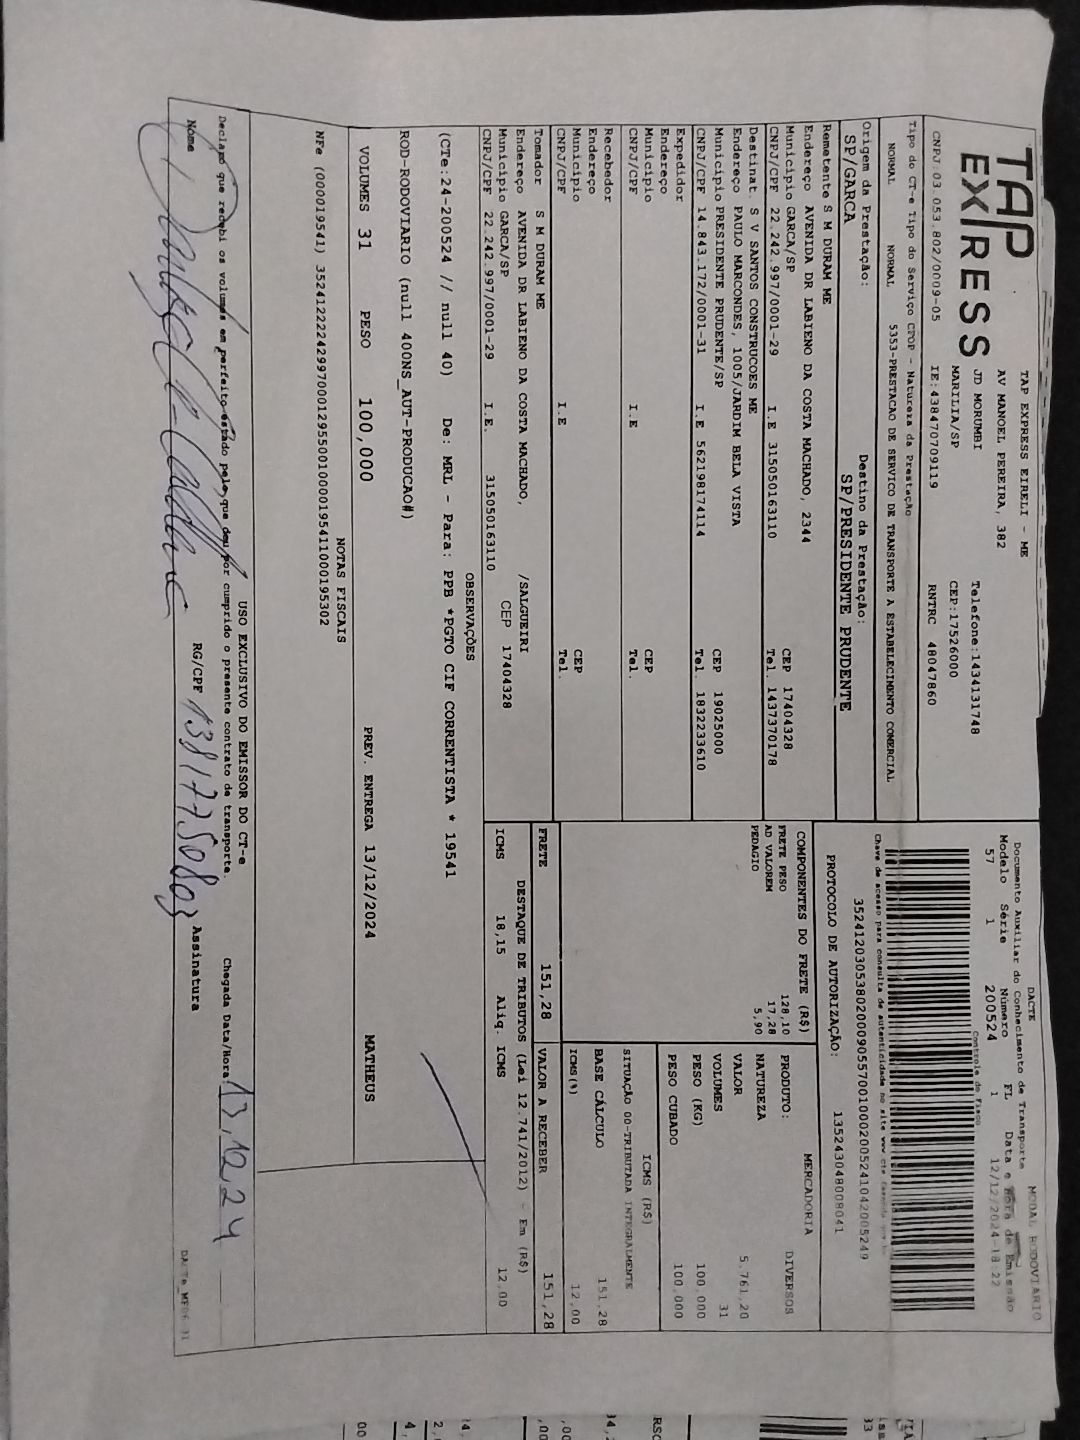 TAP
EXPRESS
TAP EXPRESS EIRELI - ME
AV MANOEL PEREIRA, 382
JD MORUMBI Telefone:1434131748
MARILIA/SP CEP:17526000
CNPJ.03.053.802/0009-05 IE:438470709119 RNTRC 48047860
DACTE MODAL RODOVIARIO
Documento Auxiliar do Conhecimento de Transporte
Modelo Série Número FL Data e Hora de Emissão
57 1 200524 1 12/12/2024-18:22
Controle do Fisco
Chave de acesso para consulta de autenticidade no site www cte
35241203053802000905570010002005241042005249
PROTOCOLO DE AUTORIZAÇÃO: 135243048008041
Tipo do CT-e Tipo do Serviço CFOP - Natureza da Prestação
NORMAL NORMAL 5353-PRESTACAO DE SERVICO DE TRANSPORTE A ESTABELECIMENTO COMERCIAL
Origem da Prestação: Destino da Prestação:
SP/GARCA SP/PRESIDENTE PRUDENTE
Remetente S M DURAM ME
Endereço AVENIDA DR LABIENO DA COSTA MACHADO, 2344
Município GARCA/SP CEP 17404328
CNPJ/CPF 22.242.997/0001-29 I.E 315050163110 Tel. 1437370178
Destinat. S V SANTOS CONSTRUCOES ME
Endereço PAULO MARCONDES, 1005/JARDIM BELA VISTA
Município PRESIDENTE PRUDENTE/SP CEP 19025000
CNPJ/CPF 14.843.172/0001-31 I.E 562198174114 Tel. 1832233610
Expedidor
Endereço
Município CEP
CNPJ/CPF I.E Tel.
Recebedor
Endereço
Município CEP
CNPJ/CPF I.E Tel.
Tomador S M DURAM ME
Endereço AVENIDA DR LABIENO DA COSTA MACHADO, /SALGUEIRI
Município GARCA/SP CEP 17404328
CNPJ/CPF 22.242.997/0001-29 I.E. 315050163110
COMPONENTES DO FRETE (R$)
FRETE PESO 128,10
AD VALOREM 17,28
PEDAGIO 5,90
PRODUTO: MERCADORIA
NATUREZA DIVERSOS
VALOR 5.761,20
VOLUMES 31
PESO (KG) 100,000
PESO CUBADO 100,000
ICMS (R$)
SITUAÇÃO 00-TRIBUTADA INTEGRALMENTE
BASE CÁLCULO 151,28
ICMS(%) 12,00
FRETE 151,28 VALOR A RECEBER 151,28
DESTAQUE DE TRIBUTOS (Lei 12.741/2012) - Em (R$)
ICMS 18,15 Aliq. ICMS 12,00
OBSERVAÇÕES
(CTe:24-200524 // null 40) De: MRL - Para: PPB *PGTO CIF CORRENTISTA * 19541
ROD-RODOVIARIO (null 400NS_AUT-PRODUCAO#)
VOLUMES 31 PESO 100,000 PREV. ENTREGA 13/12/2024 MATHEUS
NOTAS FISCAIS
NFe (000019541) 35241222242997000129550010000195411000195302
USO EXCLUSIVO DO EMISSOR DO CT-e
Declaro que recebi os volumes em perfeito estado pelo que dou por cumprido o presente contrato de transporte. Chegada Data/Hora 13,12,24
Nome RG/CPF 13817750803 Assinatura